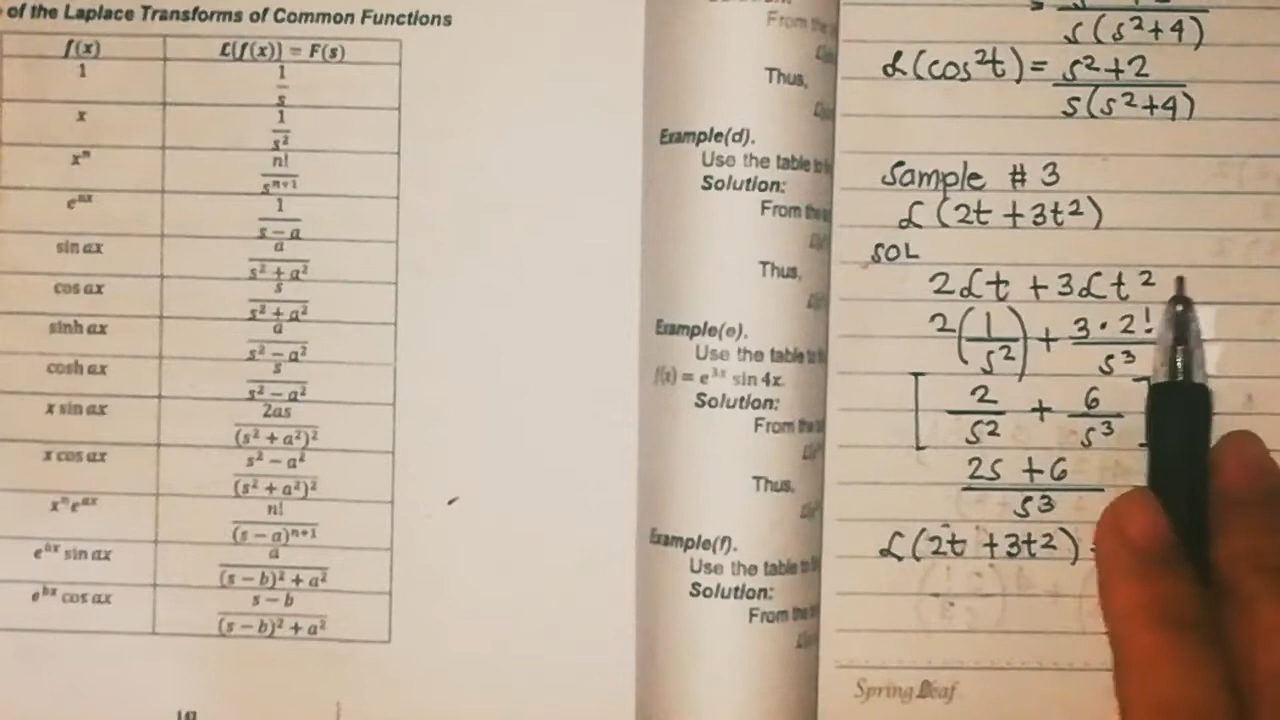 of the Laplace Transforms of Common Functions
f(x) ℒ{f(x)} = F(s)
1 1/s
x 1/s²
xⁿ n!/sⁿ⁺¹
eᵃˣ 1/(s − a)
sin ax a/(s² + a²)
cos ax s/(s² + a²)
sinh ax a/(s² − a²)
cosh ax s/(s² − a²)
x sin ax 2as/(s² + a²)²
x cos ax (s² − a²)/(s² + a²)²
xⁿeᵃˣ n!/(s − a)ⁿ⁺¹
eᵇˣ sin ax a/((s − b)² + a²)
eᵇˣ cos ax (s − b)/((s − b)² + a²)
From the
Thus,
Example(d).
Use the table to
Solution:
From the
Thus,
Example(e).
Use the table to
f(x) = e³ˣ sin 4x.
Solution:
From the
Thus,
Example(f).
Use the table to
Solution:
From the
s(s²+4)
ℒ(cos²t) = (s²+2)/(s(s²+4))
Sample # 3
ℒ(2t + 3t²)
SOL
2ℒt + 3ℒt²
2(1/s²) + 3·2!/s³
[2/s² + 6/s³]
(2s + 6)/s³
ℒ(2t + 3t²)
Spring Leaf